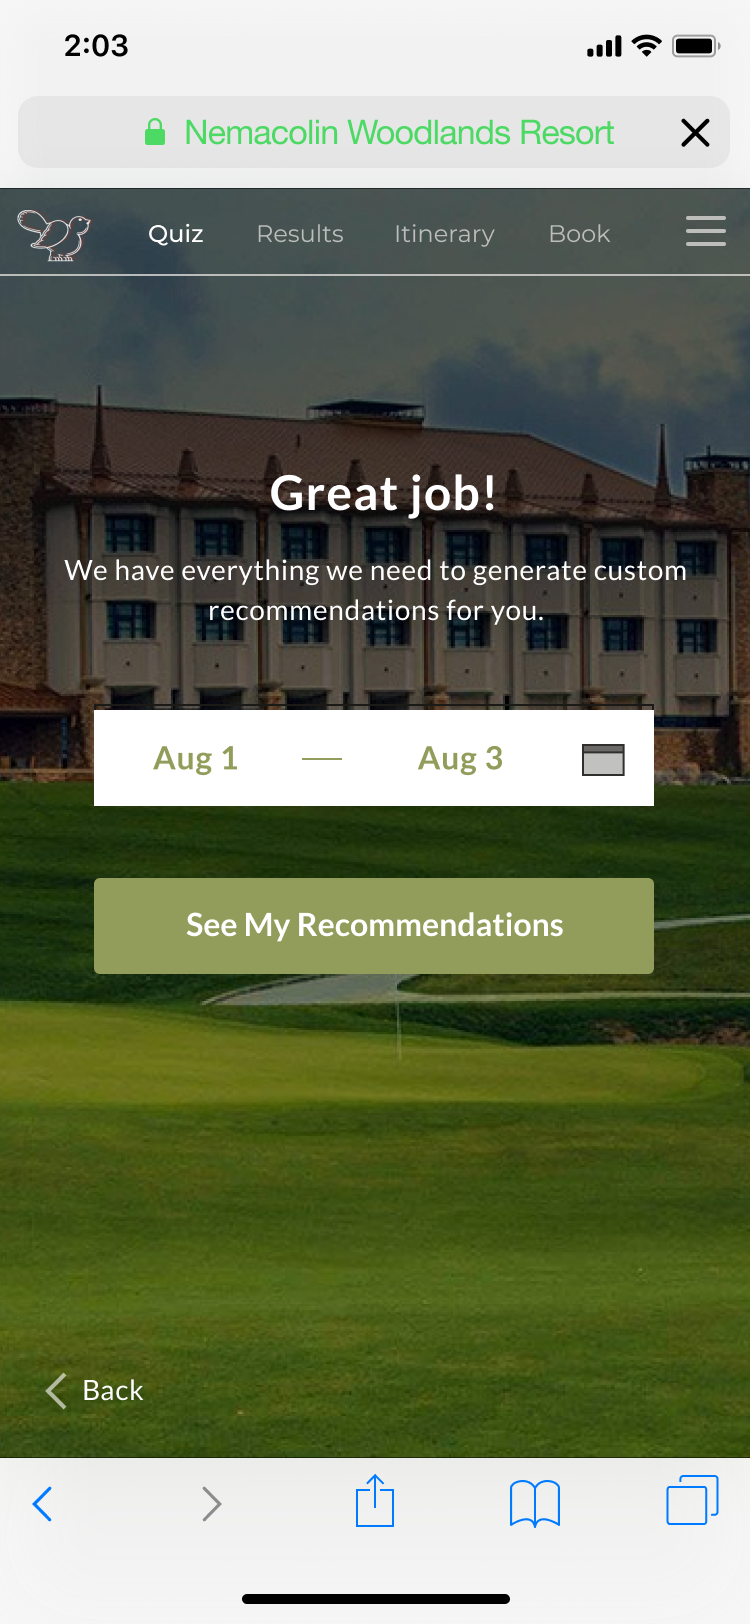 2:03
Nemacolin Woodlands Resort
Quiz Results Itinerary Book
Great job!
We have everything we need to generate custom
recommendations for you.
Aug 1 — Aug 3
See My Recommendations
Back